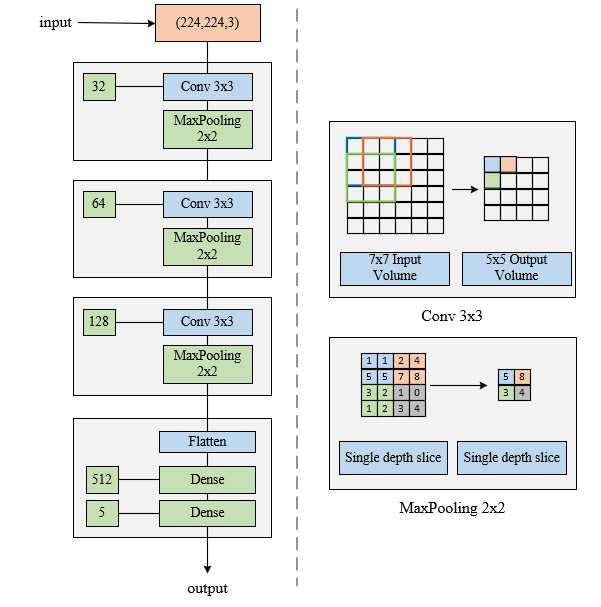 input
(224,224,3)
32
Conv 3x3
MaxPooling
2x2
64
Conv 3x3
MaxPooling
2x2
128
Conv 3x3
MaxPooling
2x2
Flatten
512
Dense
5
Dense
output
7x7 Input
Volume
5x5 Output
Volume
Conv 3x3
1 1 2 4
5 5 7 8
3 2 1 0
1 2 3 4
5 8
3 4
Single depth slice
Single depth slice
MaxPooling 2x2